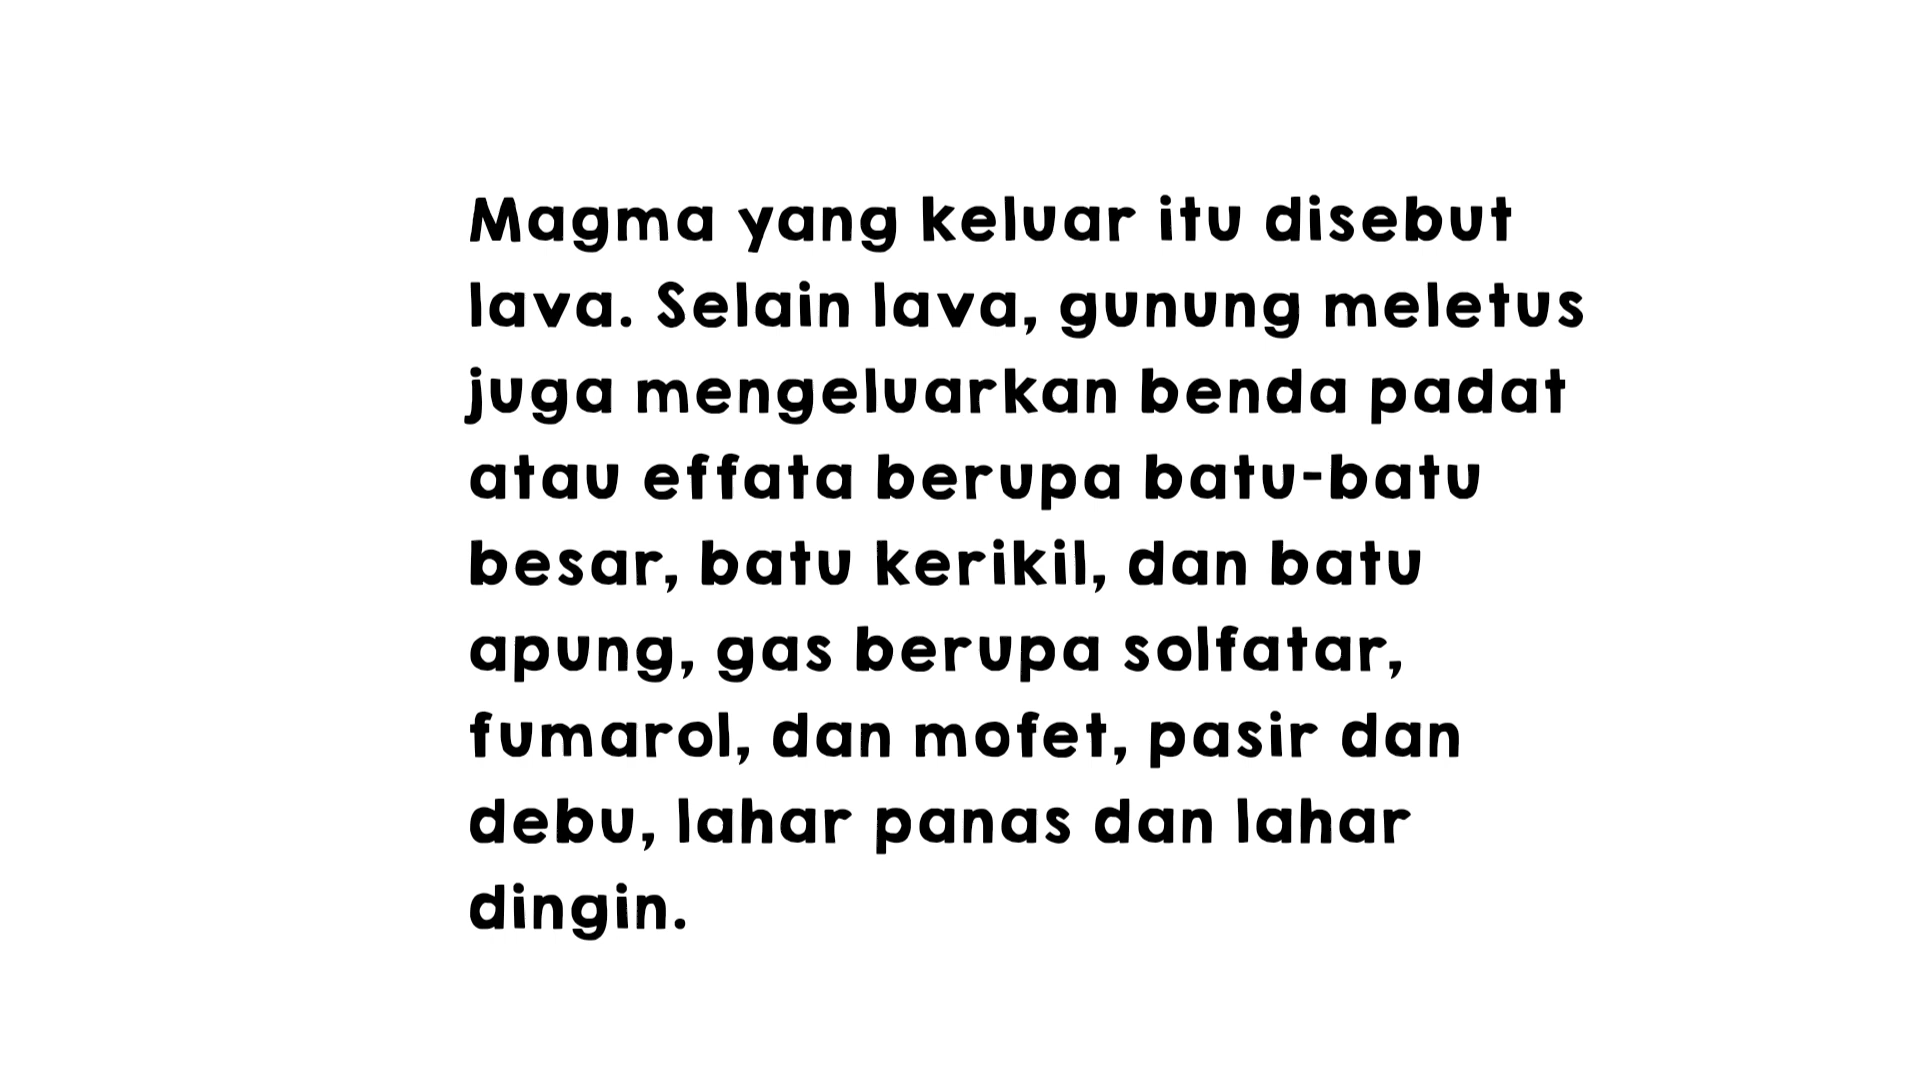 Magma yang keluar itu disebut
lava. Selain lava, gunung meletus
juga mengeluarkan benda padat
atau effata berupa batu-batu
besar, batu kerikil, dan batu
apung, gas berupa solfatar,
fumarol, dan mofet, pasir dan
debu, lahar panas dan lahar
dingin.